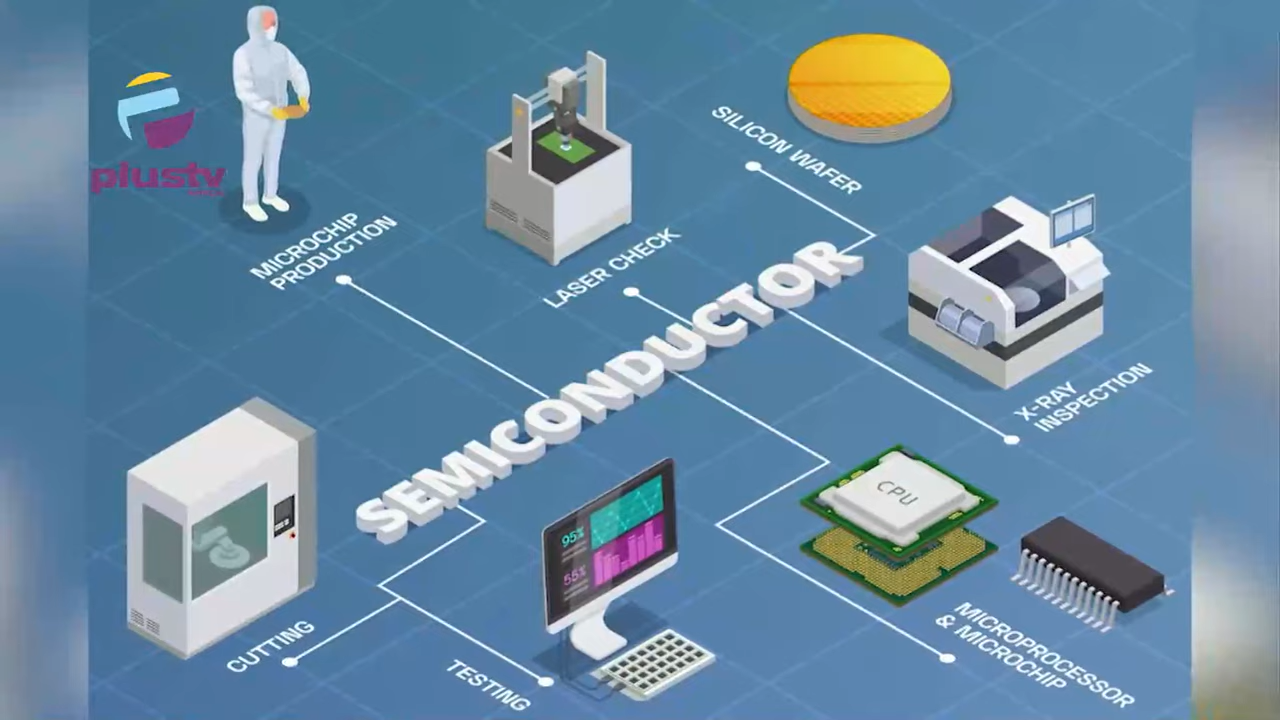 plustv
SILICON WAFER
MICROCHIP
PRODUCTION
LASER CHECK
SEMICONDUCTOR
X-RAY
INSPECTION
CPU
95%
55%
CUTTING
TESTING
MICROPROCESSOR
& MICROCHIP